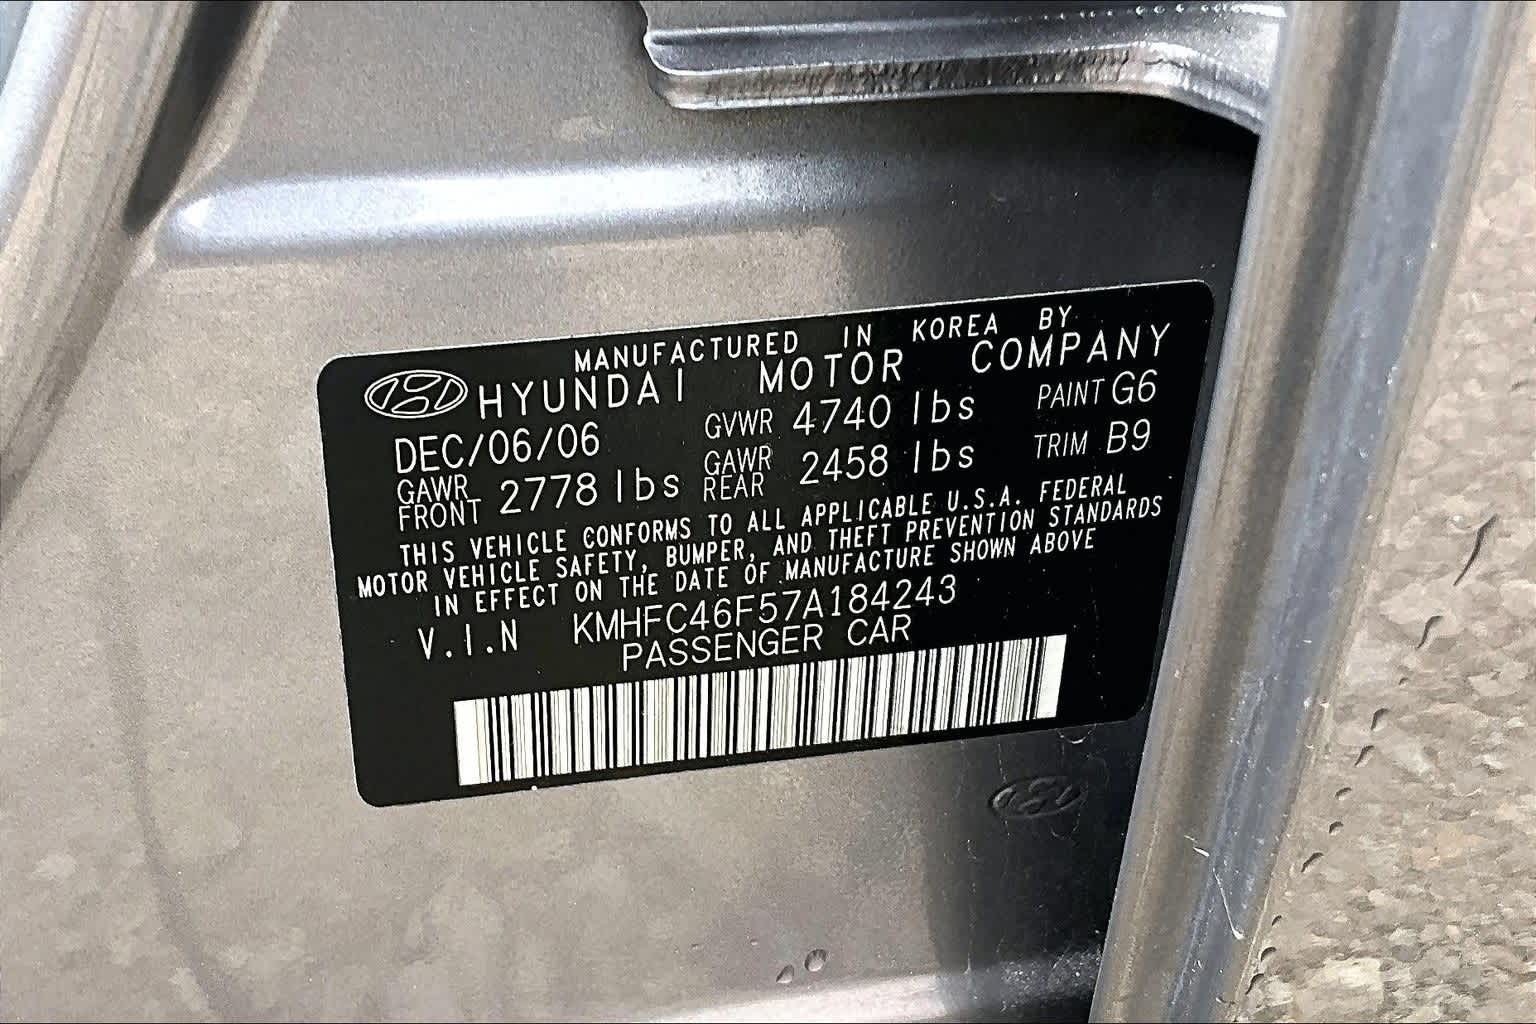 MANUFACTURED IN KOREA BY
HYUNDAI MOTOR COMPANY
DEC/06/06 GVWR 4740 lbs PAINT G6
GAWR FRONT 2778 lbs GAWR REAR 2458 lbs TRIM B9
THIS VEHICLE CONFORMS TO ALL APPLICABLE U.S.A. FEDERAL
MOTOR VEHICLE SAFETY, BUMPER, AND THEFT PREVENTION STANDARDS
IN EFFECT ON THE DATE OF MANUFACTURE SHOWN ABOVE
V.I.N KMHFC46F57A184243
PASSENGER CAR